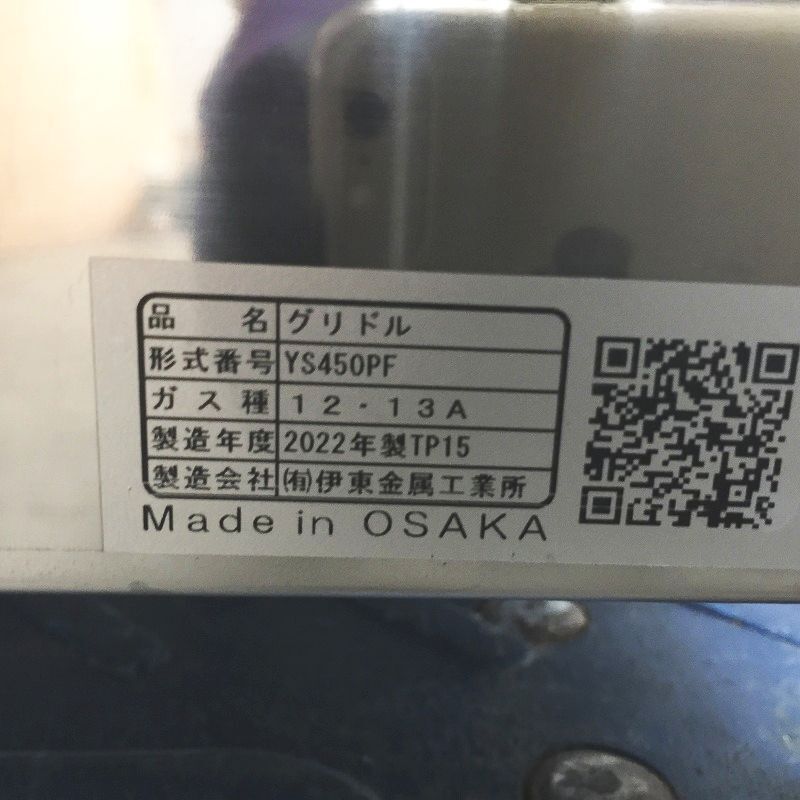 品 名 グリドル
形式番号 YS450PF
ガス種 12-13A
製造年度 2022年製TP15
製造会社 ㈲伊東金属工業所
Made in OSAKA